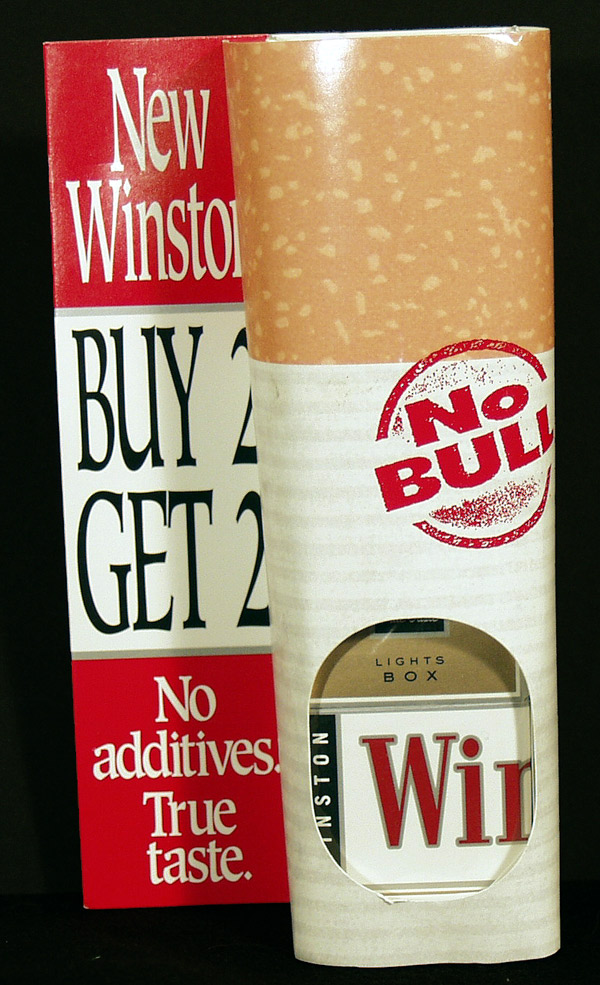 New
Winston
BUY 2
GET 2
No
additives.
True
taste.
No
BULL
LIGHTS
BOX
INSTON
Win